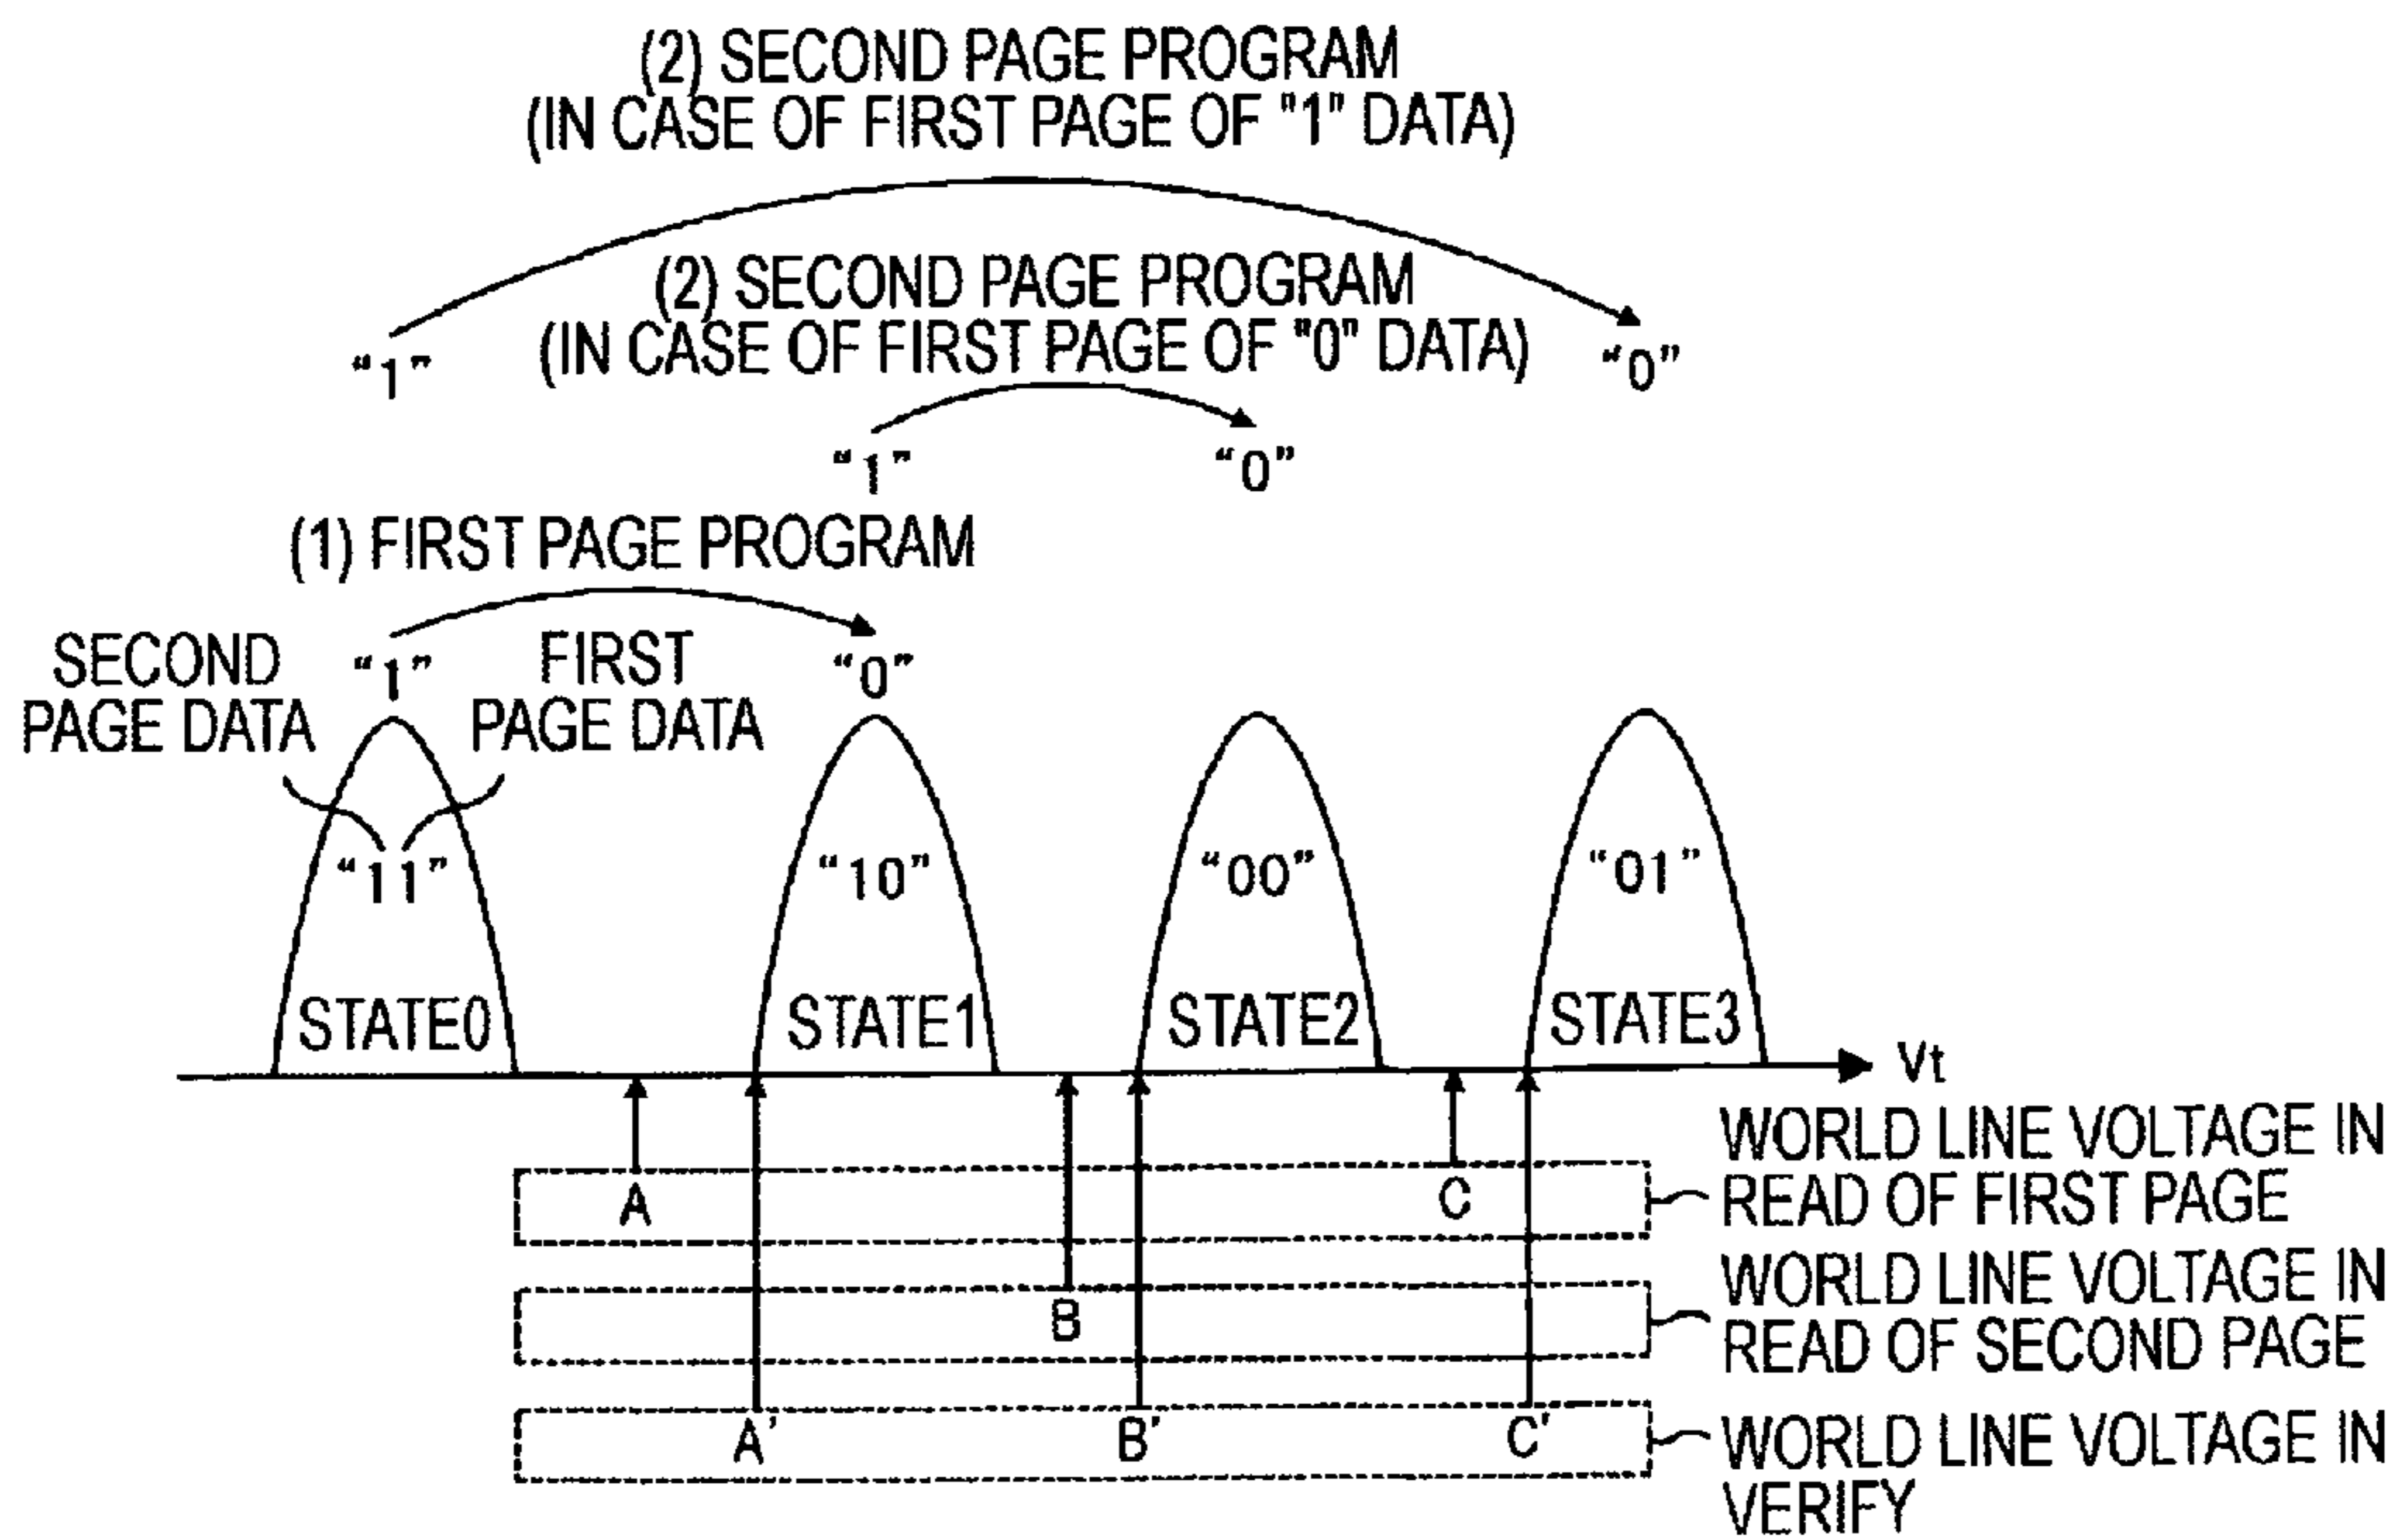 (2) SECOND PAGE PROGRAM
(IN CASE OF FIRST PAGE OF "1" DATA)
(2) SECOND PAGE PROGRAM
(IN CASE OF FIRST PAGE OF "0" DATA)
“1”
“0”
“1”
“0”
(1) FIRST PAGE PROGRAM
SECOND
PAGE DATA
“1”
FIRST
PAGE DATA
“0”
“11”
“10”
“00”
“01”
STATE0
STATE1
STATE2
STATE3
Vt
A
C
WORLD LINE VOLTAGE IN
READ OF FIRST PAGE
B
WORLD LINE VOLTAGE IN
READ OF SECOND PAGE
A'
B'
C'
WORLD LINE VOLTAGE IN
VERIFY